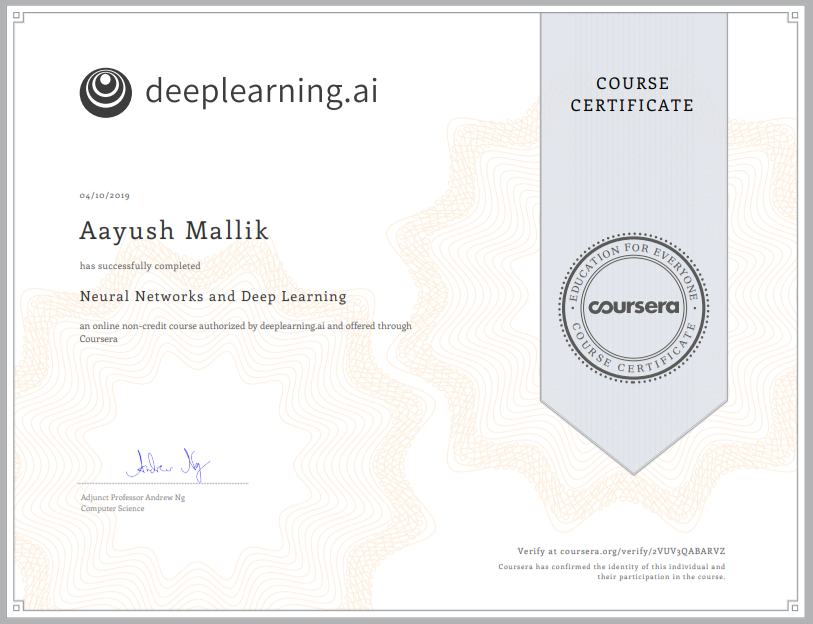 deeplearning.ai
COURSE
CERTIFICATE
04/10/2019
Aayush Mallik
has successfully completed
Neural Networks and Deep Learning
an online non-credit course authorized by deeplearning.ai and offered through
Coursera
EDUCATION FOR EVERYONE
coursera
COURSE CERTIFICATE
Andrew Ng
Adjunct Professor Andrew Ng
Computer Science
Verify at coursera.org/verify/2VUV3QABARVZ
Coursera has confirmed the identity of this individual and
their participation in the course.